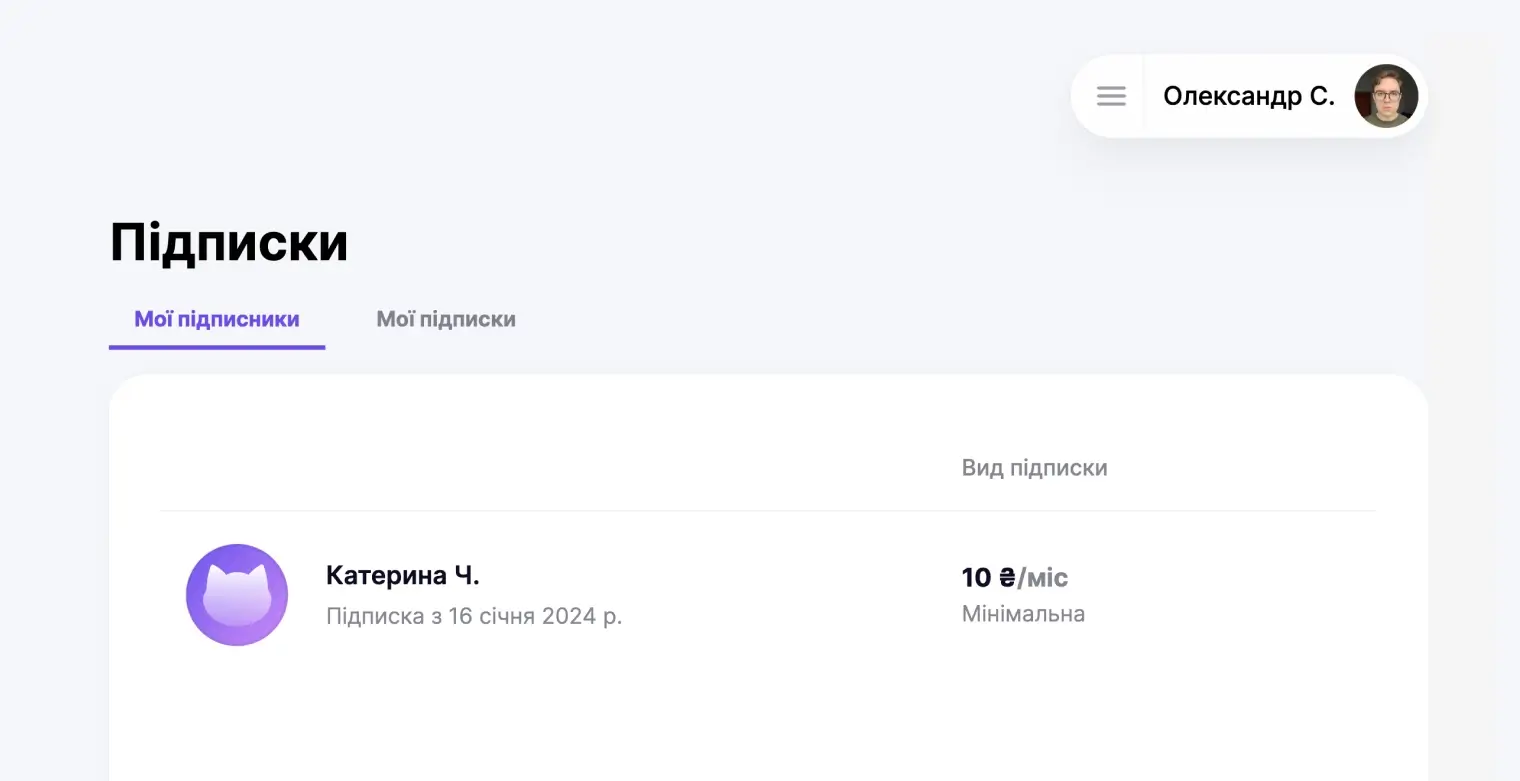 Олександр С.
Підписки
Мої підписники Мої підписки
Вид підписки
Катерина Ч.
10 ₴/міс
Підписка з 16 січня 2024 р.
Мінімальна